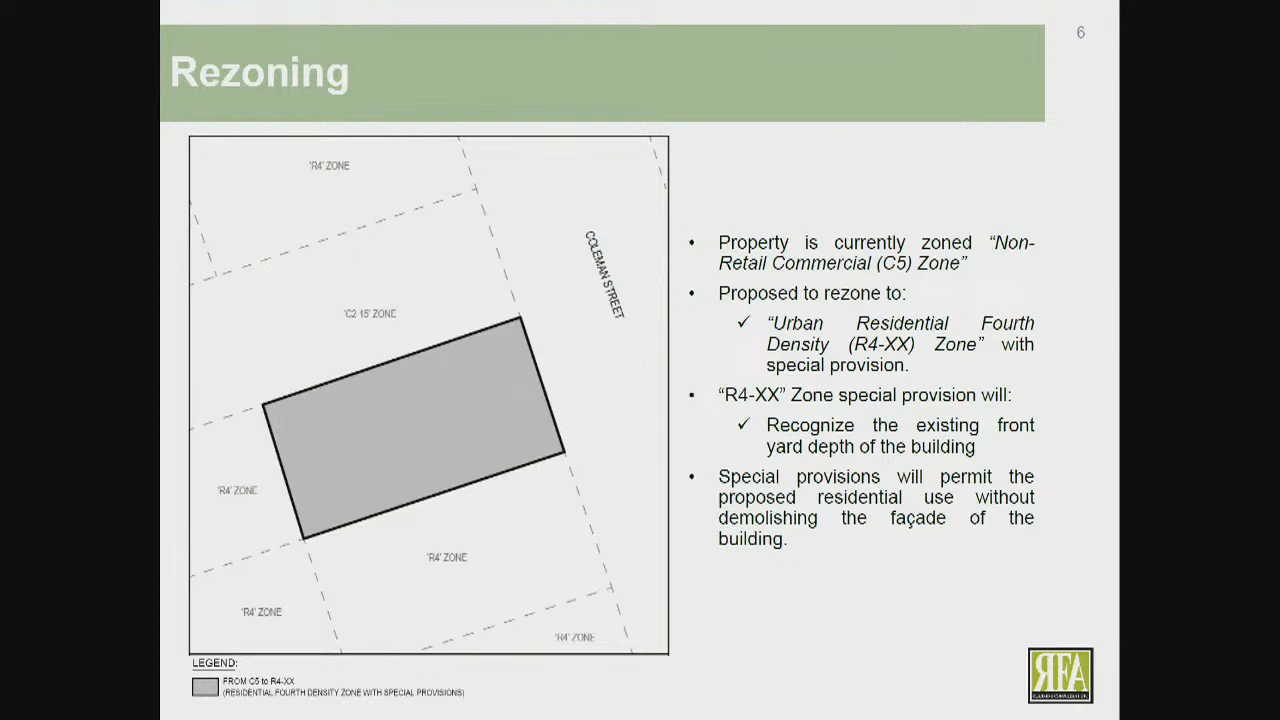 6
Rezoning
'R4' ZONE
COLEMAN STREET
'C2 15' ZONE
'R4' ZONE
'R4' ZONE
'R4' ZONE
'R4' ZONE
LEGEND:
FROM C5 to R4-XX
(RESIDENTIAL FOURTH DENSITY ZONE WITH SPECIAL PROVISIONS)
• Property is currently zoned “Non-
Retail Commercial (C5) Zone”
• Proposed to rezone to:
✓ “Urban Residential Fourth
Density (R4-XX) Zone” with
special provision.
• “R4-XX” Zone special provision will:
✓ Recognize the existing front
yard depth of the building
• Special provisions will permit the
proposed residential use without
demolishing the façade of the
building.
RFA